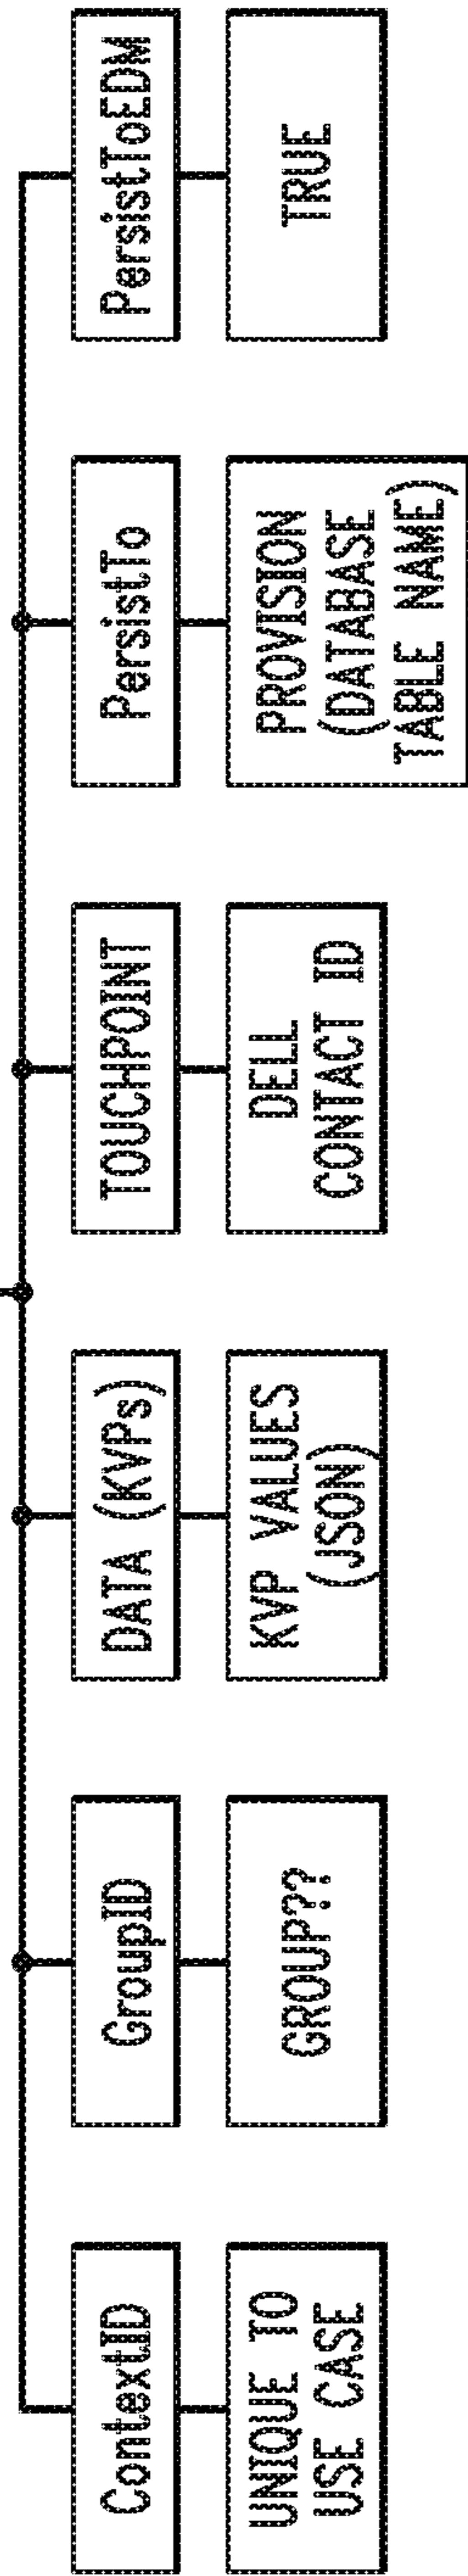 ContextID
UNIQUE TO
USE CASE
GroupID
GROUP??
DATA (KVPs)
KVP VALUES
(JSON)
TOUCHPOINT
DELL
CONTACT ID
PersistTo
PROVISION
(DATABASE
TABLE NAME)
PersistToEDM
TRUE